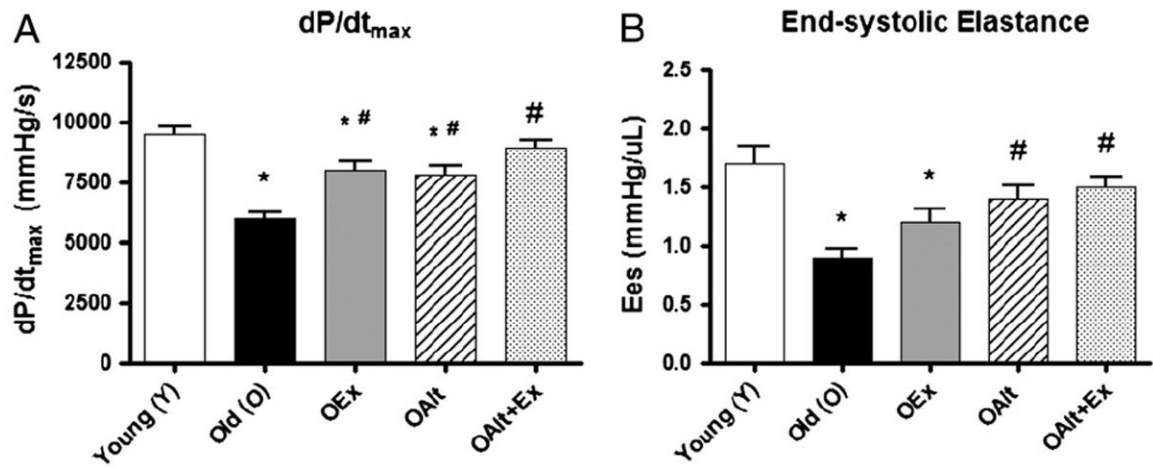 A
dP/dtmax
dP/dtmax (mmHg/s)
12500
10000
7500
5000
2500
0
*
* #
* #
#
Young (Y)
Old (O)
OEx
OAlt
OAlt+Ex
B
End-systolic Elastance
Ees (mmHg/uL)
2.5
2.0
1.5
1.0
0.5
0.0
*
*
#
#
Young (Y)
Old (O)
OEx
OAlt
OAlt+Ex